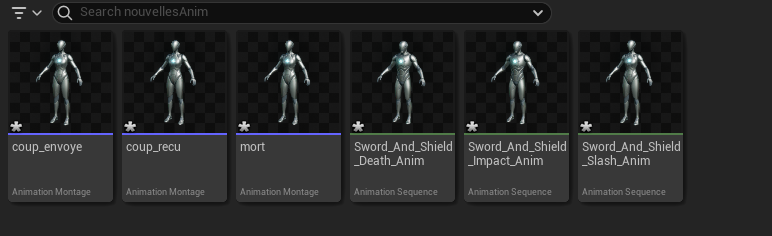 Search nouvellesAnim
coup_envoye
Animation Montage
coup_recu
Animation Montage
mort
Animation Montage
Sword_And_Shield
_Death_Anim
Animation Sequence
Sword_And_Shield
_Impact_Anim
Animation Sequence
Sword_And_Shield
_Slash_Anim
Animation Sequence